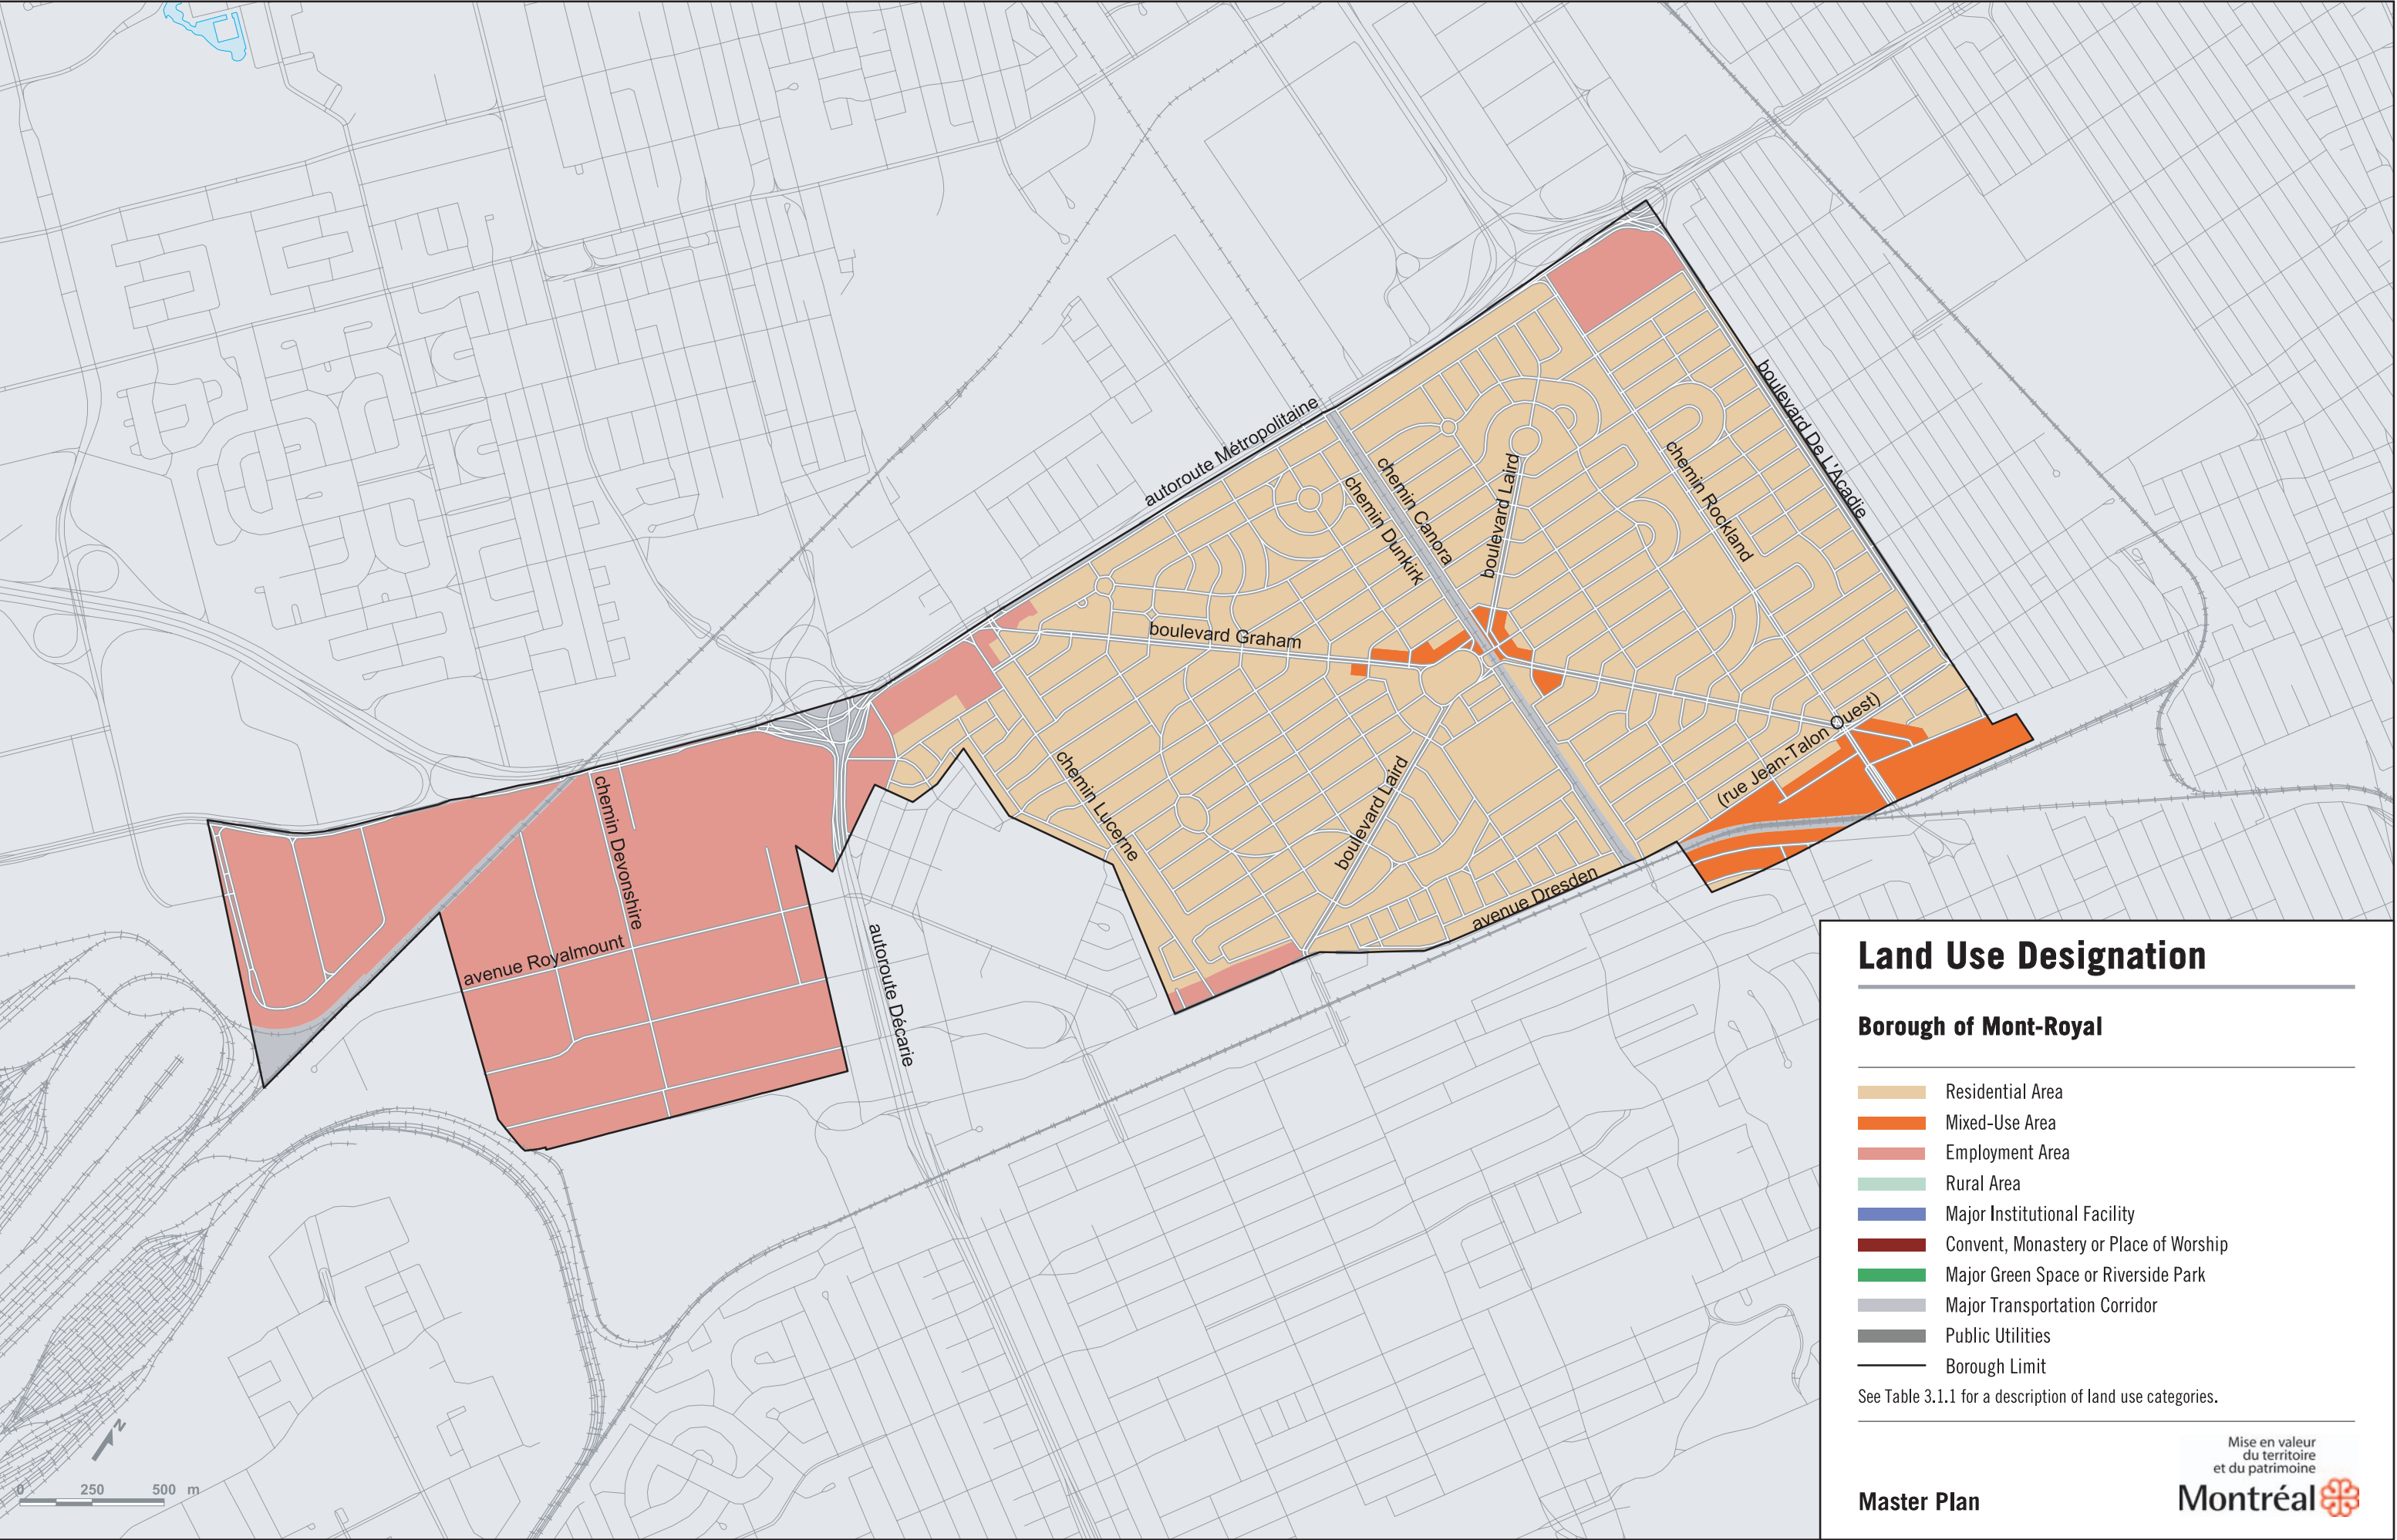 autoroute Métropolitaine
boulevard De L'Acadie
chemin Rockland
chemin Canora
chemin Dunkirk
boulevard Laird
boulevard Graham
(rue Jean-Talon Ouest)
chemin Lucerne
boulevard Laird
avenue Dresden
chemin Devonshire
avenue Royalmount
autoroute Décarie
Land Use Designation
Borough of Mont-Royal
Residential Area
Mixed-Use Area
Employment Area
Rural Area
Major Institutional Facility
Convent, Monastery or Place of Worship
Major Green Space or Riverside Park
Major Transportation Corridor
Public Utilities
Borough Limit
See Table 3.1.1 for a description of land use categories.
Mise en valeur
du territoire
et du patrimoine
Master Plan
Montréal
N
0 250 500 m